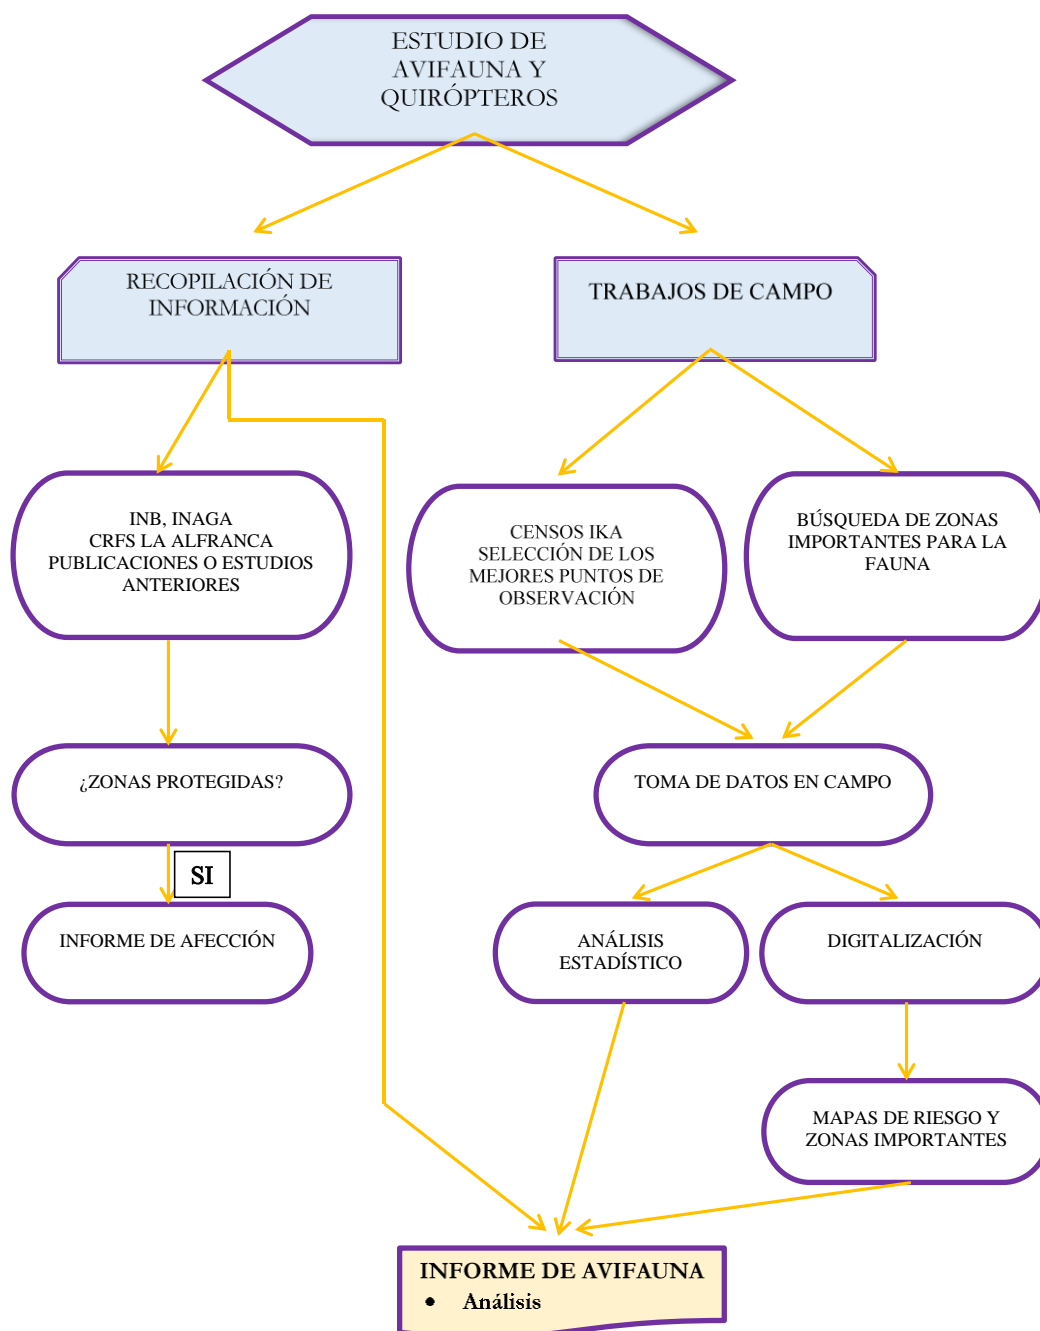 ESTUDIO DE
AVIFAUNA Y
QUIRÓPTEROS
RECOPILACIÓN DE
INFORMACIÓN
TRABAJOS DE CAMPO
INB, INAGA
CRFS LA ALFRANCA
PUBLICACIONES O ESTUDIOS
ANTERIORES
CENSOS IKA
SELECCIÓN DE LOS
MEJORES PUNTOS DE
OBSERVACIÓN
BÚSQUEDA DE ZONAS
IMPORTANTES PARA LA
FAUNA
¿ZONAS PROTEGIDAS?
TOMA DE DATOS EN CAMPO
SI
INFORME DE AFECCIÓN
ANÁLISIS
ESTADÍSTICO
DIGITALIZACIÓN
MAPAS DE RIESGO Y
ZONAS IMPORTANTES
INFORME DE AVIFAUNA
• Análisis